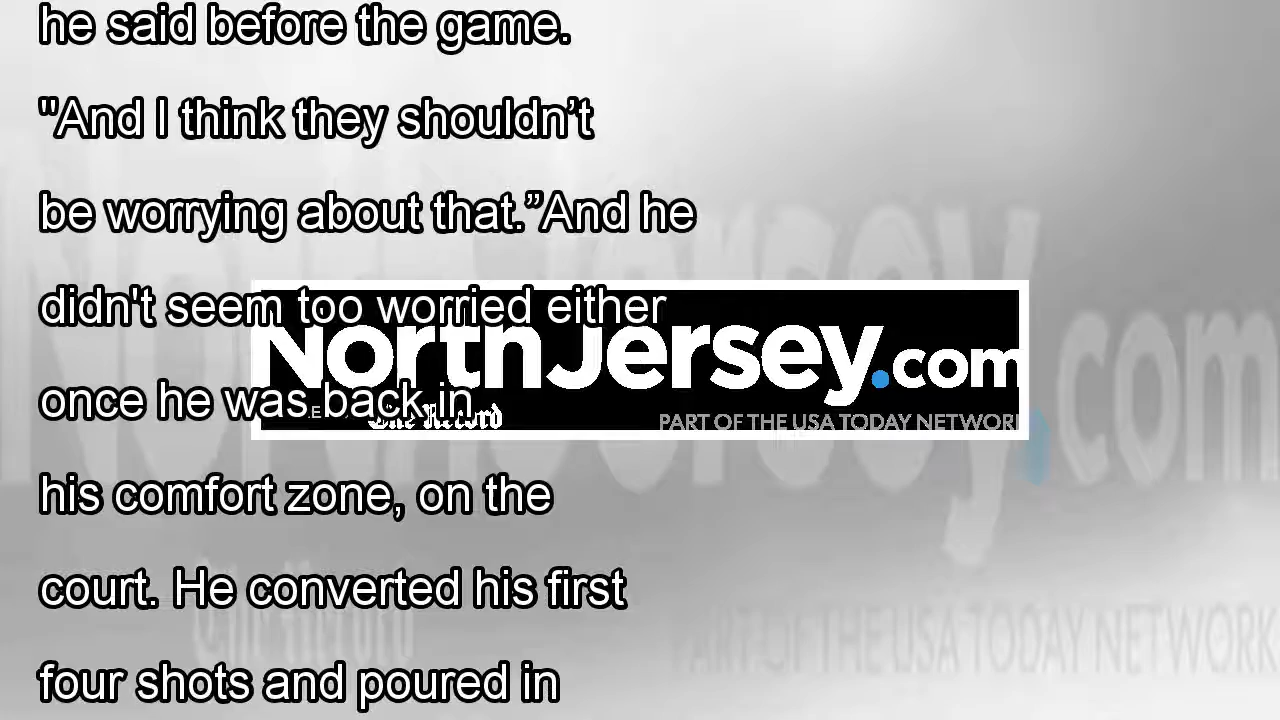 he said before the game.
"And I think they shouldn’t
be worrying about that.”And he
didn't seem too worried either
NorthJersey.com
once he was back in
The Record
PART OF THE USA TODAY NETWORK
his comfort zone, on the
court. He converted his first
four shots and poured in